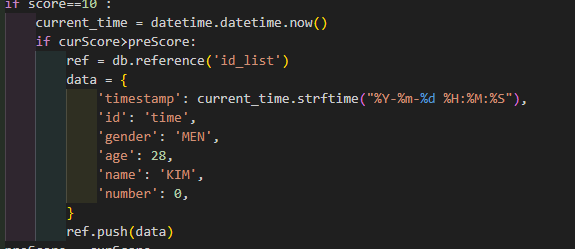 if score==10 :
current_time = datetime.datetime.now()
if curScore>preScore:
ref = db.reference('id_list')
data = {
'timestamp': current_time.strftime("%Y-%m-%d %H:%M:%S"),
'id': 'time',
'gender': 'MEN',
'age': 28,
'name': 'KIM',
'number': 0,
}
ref.push(data)